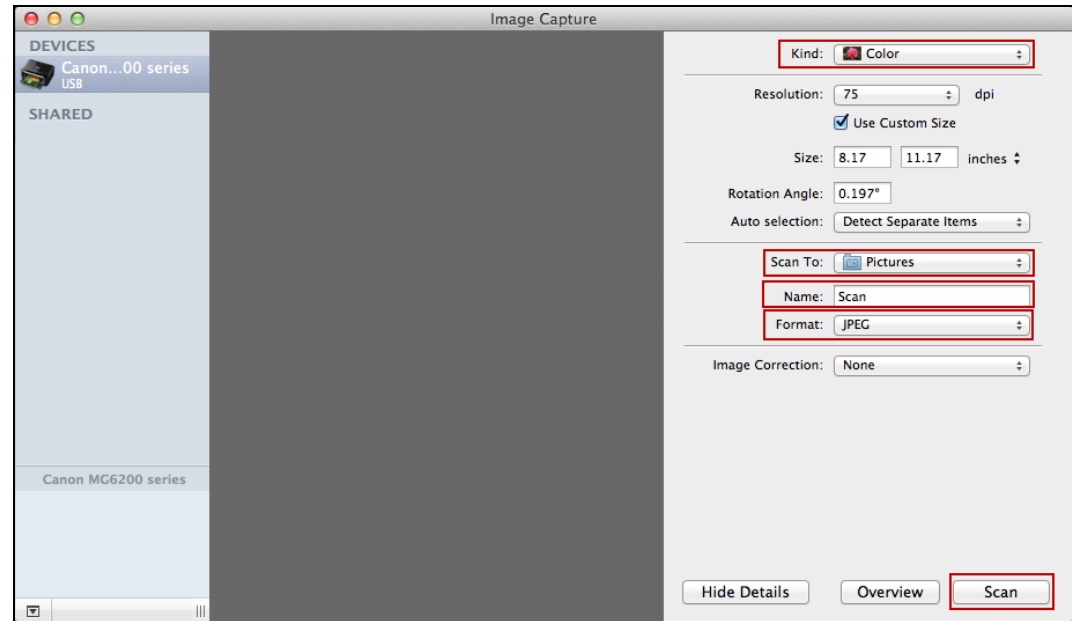 Image Capture
DEVICES
Canon...00 series
USB
SHARED
Canon MG6200 series
Kind: Color
Resolution: 75 dpi
Use Custom Size
Size: 8.17 11.17 inches
Rotation Angle: 0.197°
Auto selection: Detect Separate Items
Scan To: Pictures
Name: Scan
Format: JPEG
Image Correction: None
Hide Details Overview Scan